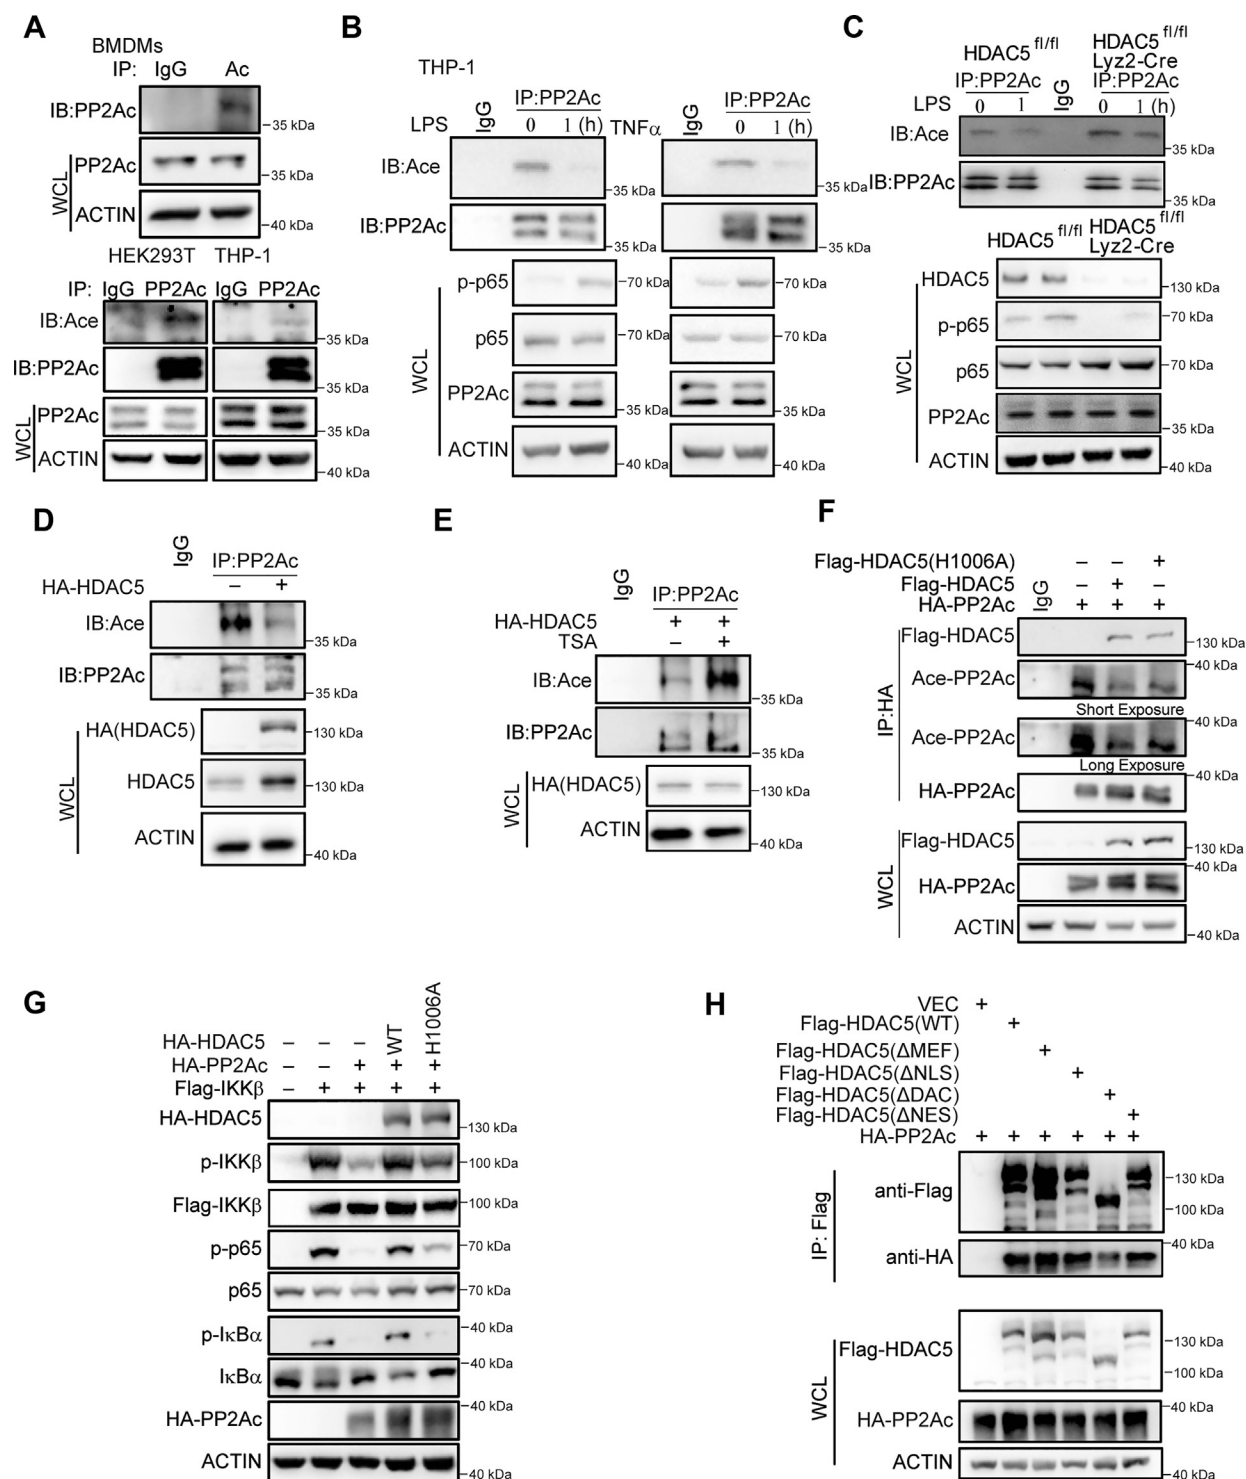 A
BMDMs
IP: IgG Ac
IB:PP2Ac
35 kDa
PP2Ac
WCL
ACTIN
40 kDa
HEK293T THP-1
IP: IgG PP2Ac IgG PP2Ac
IB:Ace
35 kDa
IB:PP2Ac
35 kDa
PP2Ac
35 kDa
WCL
ACTIN
40 kDa
B
THP-1
IP:PP2Ac IP:PP2Ac
IgG IgG
LPS 0 1 (h) TNFα 0 1 (h)
IB:Ace
35 kDa 35 kDa
IB:PP2Ac
35 kDa 35 kDa
p-p65
70 kDa 70 kDa
p65
70 kDa 70 kDa
WCL
PP2Ac
35 kDa 35 kDa
ACTIN
40 kDa 40 kDa
C
HDAC5 fl/fl HDAC5 fl/fl
Lyz2-Cre
IP:PP2Ac IgG IP:PP2Ac
LPS 0 1 0 1 (h)
IB:Ace
35 kDa
IB:PP2Ac
35 kDa
HDAC5 fl/fl HDAC5 fl/fl
Lyz2-Cre
HDAC5
130 kDa
p-p65
70 kDa
p65
70 kDa
WCL
PP2Ac
35 kDa
ACTIN
40 kDa
D
IgG
IP:PP2Ac
HA-HDAC5 − +
IB:Ace
35 kDa
IB:PP2Ac
35 kDa
HA(HDAC5)
130 kDa
HDAC5
130 kDa
WCL
ACTIN
40 kDa
E
IgG
IP:PP2Ac
HA-HDAC5 + +
TSA − +
IB:Ace
35 kDa
IB:PP2Ac
35 kDa
HA(HDAC5)
130 kDa
WCL
ACTIN
40 kDa
F
Flag-HDAC5(H1006A) − − +
Flag-HDAC5 − + −
HA-PP2Ac IgG + + +
Flag-HDAC5
130 kDa
40 kDa
Ace-PP2Ac
Short Exposure
IP:HA
40 kDa
Ace-PP2Ac
Long Exposure
40 kDa
HA-PP2Ac
Flag-HDAC5
130 kDa
40 kDa
HA-PP2Ac
WCL
ACTIN
40 kDa
G
HA-HDAC5 − − − WT H1006A
HA-PP2Ac − − + + +
Flag-IKKβ − + + + +
HA-HDAC5
130 kDa
p-IKKβ 100 kDa
Flag-IKKβ 100 kDa
p-p65 70 kDa
p65 70 kDa
p-IκBα 40 kDa
IκBα 40 kDa
HA-PP2Ac 40 kDa
ACTIN
40 kDa
H
VEC +
Flag-HDAC5(WT) +
Flag-HDAC5(ΔMEF) +
Flag-HDAC5(ΔNLS) +
Flag-HDAC5(ΔDAC) +
Flag-HDAC5(ΔNES) +
HA-PP2Ac + + + + + +
130 kDa
anti-Flag
100 kDa
IP: Flag
40 kDa
anti-HA
Flag-HDAC5 130 kDa
100 kDa
WCL
HA-PP2Ac 40 kDa
ACTIN
40 kDa